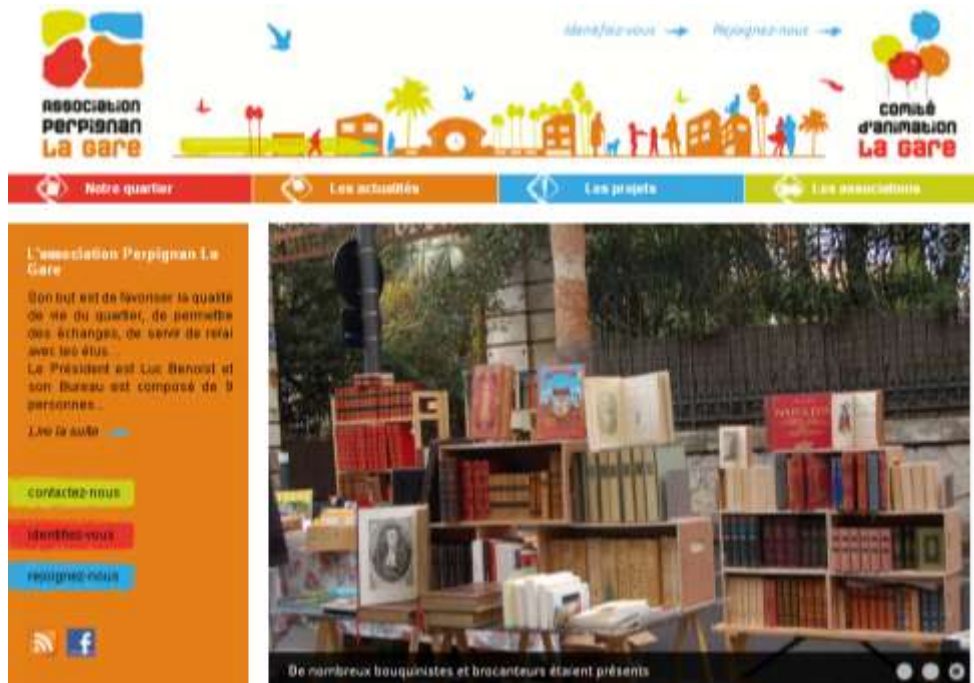 Identifiez-vous
Rejoignez-nous
ASSOCIATION
PERPIGNAN
LA GARE
comité
d'animation
LA GARE
Notre quartier
Les actualités
Les projets
Les associations
L'association Perpignan La
Gare
Son but est de favoriser la qualité
de vie du quartier, de permettre
des échanges, de servir de relai
avec les élus...
Le Président est Luc Benoist et
son Bureau est composé de 9
personnes...
Lire la suite
contactez-nous
identifiez-vous
rejoignez-nous
De nombreux bouquinistes et brocanteurs étaient présents